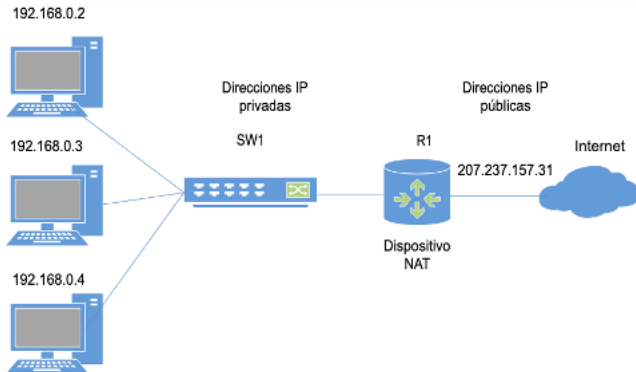 192.168.0.2
Direcciones IP
privadas
Direcciones IP
públicas
SW1
R1
Internet
192.168.0.3
207.237.157.31
Dispositivo
NAT
192.168.0.4